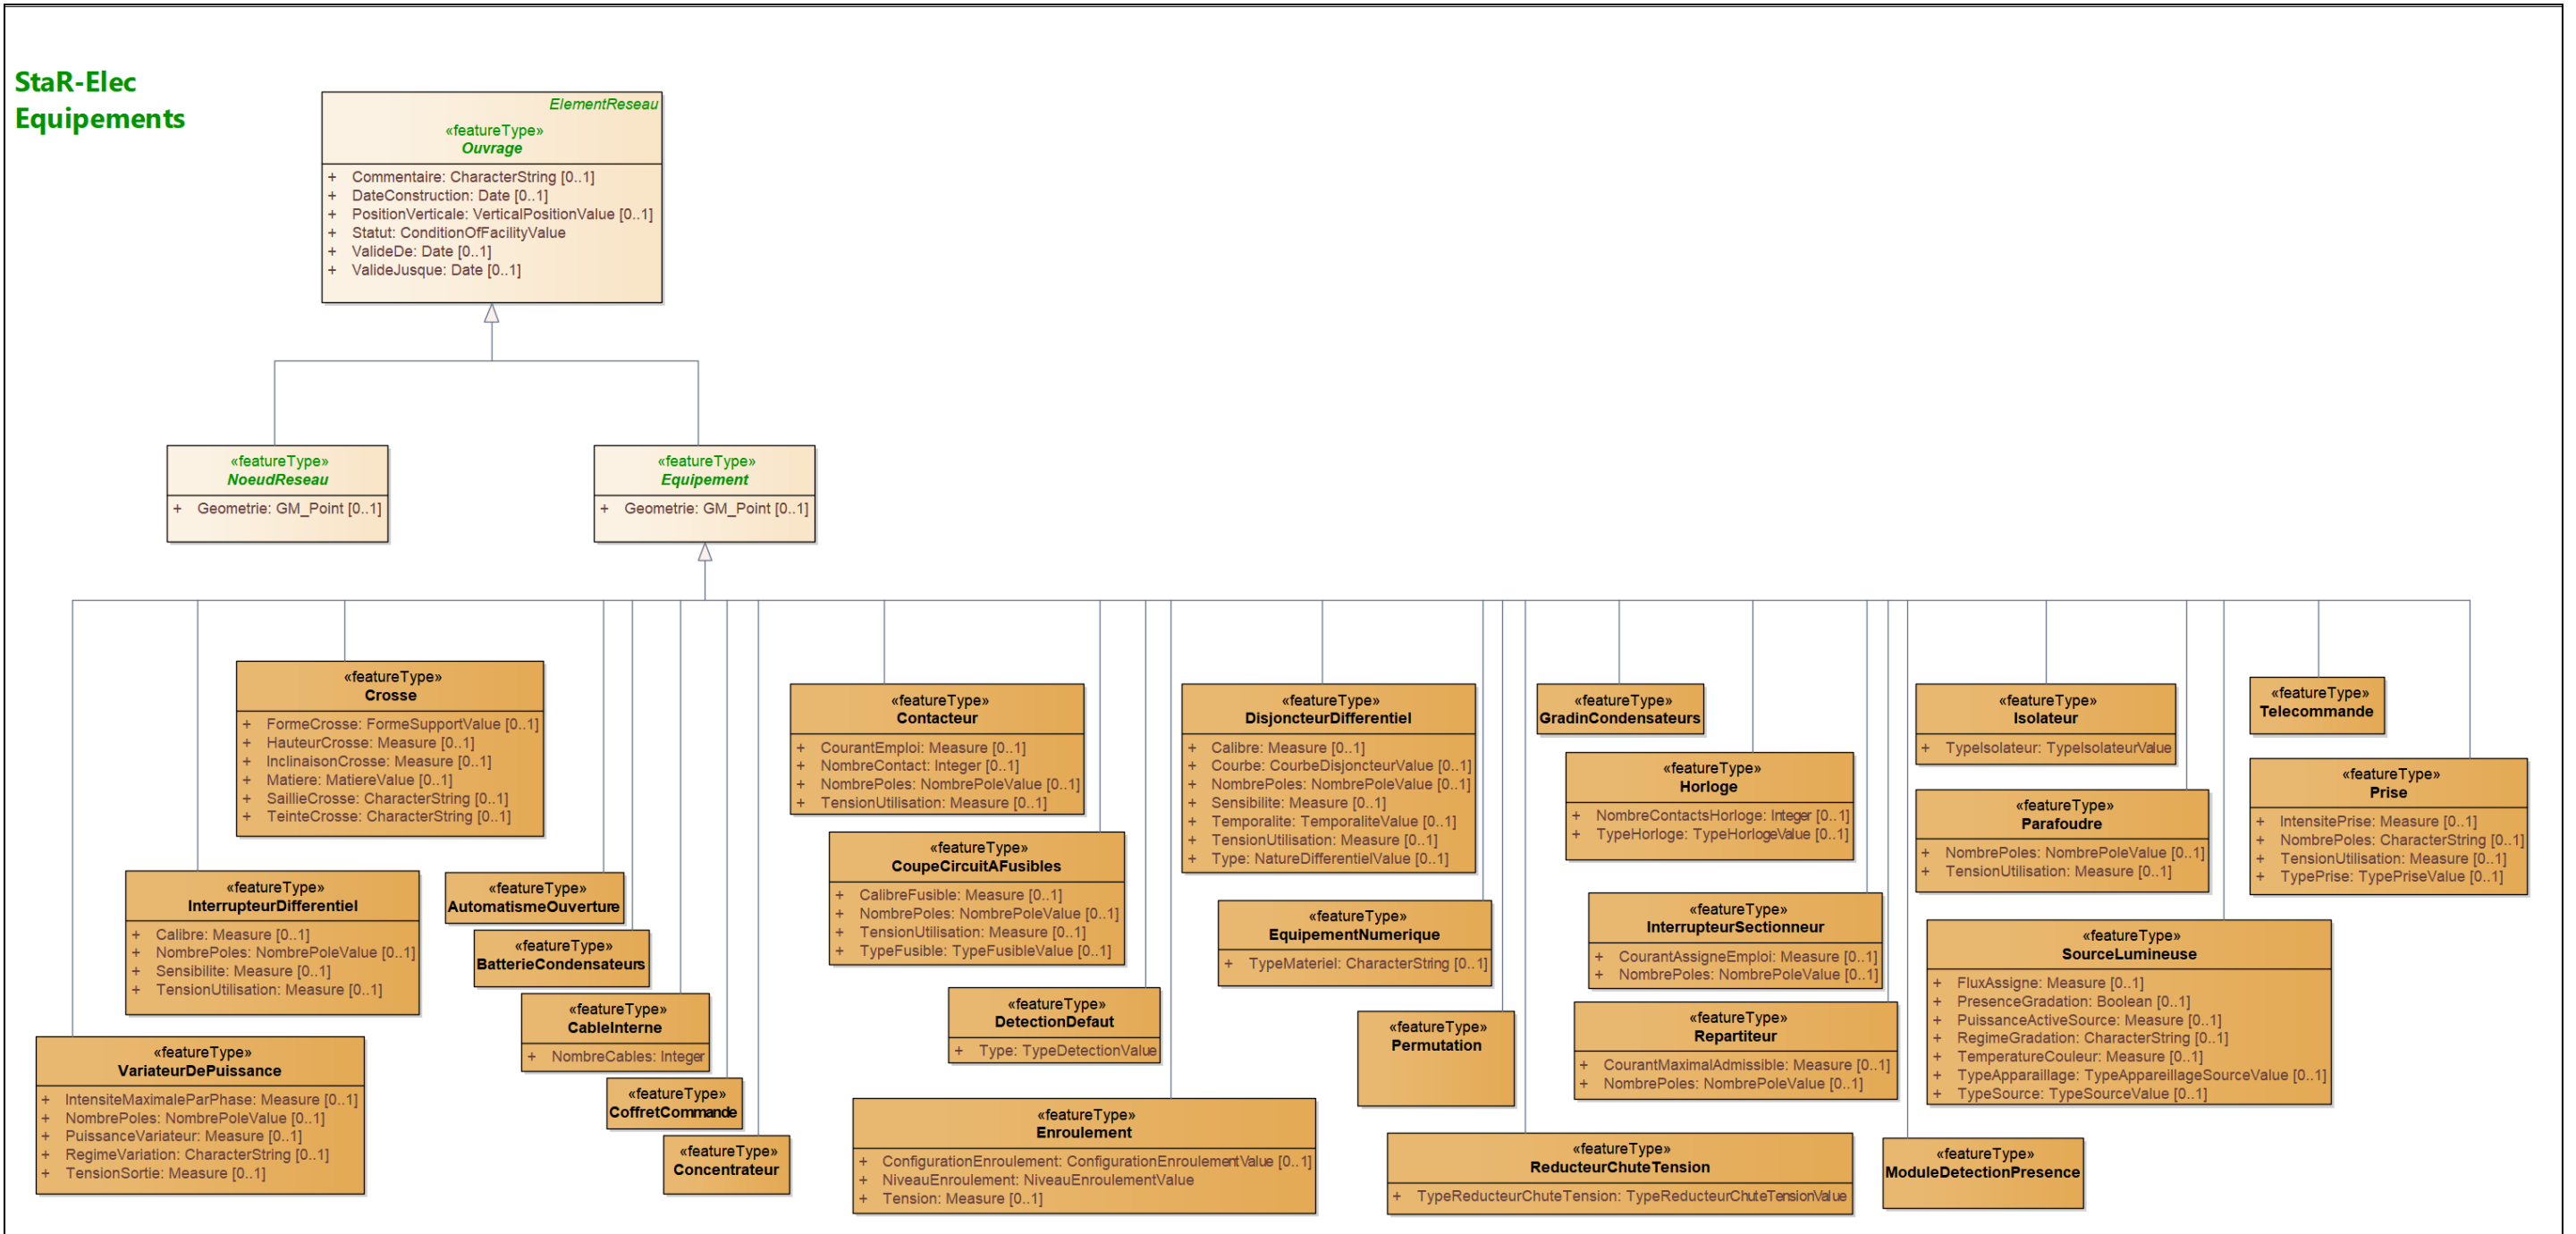 StaR-Elec
Equipements
ElementReseau
«featureType»
Ouvrage
+ Commentaire: CharacterString [0..1]
+ DateConstruction: Date [0..1]
+ PositionVerticale: VerticalPositionValue [0..1]
+ Statut: ConditionOfFacilityValue
+ ValideDe: Date [0..1]
+ ValideJusque: Date [0..1]
«featureType»
NoeudReseau
+ Geometrie: GM_Point [0..1]
«featureType»
Equipement
+ Geometrie: GM_Point [0..1]
«featureType»
Crosse
+ FormeCrosse: FormeSupportValue [0..1]
+ HauteurCrosse: Measure [0..1]
+ InclinaisonCrosse: Measure [0..1]
+ Matiere: MatiereValue [0..1]
+ SaillieCrosse: CharacterString [0..1]
+ TeinteCrosse: CharacterString [0..1]
«featureType»
InterrupteurDifferentiel
+ Calibre: Measure [0..1]
+ NombrePoles: NombrePoleValue [0..1]
+ Sensibilite: Measure [0..1]
+ TensionUtilisation: Measure [0..1]
«featureType»
VariateurDePuissance
+ IntensiteMaximaleParPhase: Measure [0..1]
+ NombrePoles: NombrePoleValue [0..1]
+ PuissanceVariateur: Measure [0..1]
+ RegimeVariation: CharacterString [0..1]
+ TensionSortie: Measure [0..1]
«featureType»
AutomatismeOuverture
«featureType»
BatterieCondensateurs
«featureType»
CableInterne
+ NombreCables: Integer
«featureType»
CoffretCommande
«featureType»
Concentrateur
«featureType»
Contacteur
+ CourantEmploi: Measure [0..1]
+ NombreContact: Integer [0..1]
+ NombrePoles: NombrePoleValue [0..1]
+ TensionUtilisation: Measure [0..1]
«featureType»
CoupeCircuitAFusibles
+ CalibreFusible: Measure [0..1]
+ NombrePoles: NombrePoleValue [0..1]
+ TensionUtilisation: Measure [0..1]
+ TypeFusible: TypeFusibleValue [0..1]
«featureType»
DetectionDefaut
+ Type: TypeDetectionValue
«featureType»
Enroulement
+ ConfigurationEnroulement: ConfigurationEnroulementValue [0..1]
+ NiveauEnroulement: NiveauEnroulementValue
+ Tension: Measure [0..1]
«featureType»
DisjoncteurDifferentiel
+ Calibre: Measure [0..1]
+ Courbe: CourbeDisjoncteurValue [0..1]
+ NombrePoles: NombrePoleValue [0..1]
+ Sensibilite: Measure [0..1]
+ Temporalite: TemporaliteValue [0..1]
+ TensionUtilisation: Measure [0..1]
+ Type: NatureDifferentielValue [0..1]
«featureType»
EquipementNumerique
+ TypeMateriel: CharacterString [0..1]
«featureType»
Permutation
«featureType»
ReducteurChuteTension
+ TypeReducteurChuteTension: TypeReducteurChuteTensionValue
«featureType»
GradinCondensateurs
«featureType»
Horloge
+ NombreContactsHorloge: Integer [0..1]
+ TypeHorloge: TypeHorlogeValue [0..1]
«featureType»
InterrupteurSectionneur
+ CourantAssigneEmploi: Measure [0..1]
+ NombrePoles: NombrePoleValue [0..1]
«featureType»
Repartiteur
+ CourantMaximalAdmissible: Measure [0..1]
+ NombrePoles: NombrePoleValue [0..1]
«featureType»
ModuleDetectionPresence
«featureType»
Isolateur
+ TypeIsolateur: TypeIsolateurValue
«featureType»
Parafoudre
+ NombrePoles: NombrePoleValue [0..1]
+ TensionUtilisation: Measure [0..1]
«featureType»
SourceLumineuse
+ FluxAssigne: Measure [0..1]
+ PresenceGradation: Boolean [0..1]
+ PuissanceActiveSource: Measure [0..1]
+ RegimeGradation: CharacterString [0..1]
+ TemperatureCouleur: Measure [0..1]
+ TypeApparaillage: TypeAppareillageSourceValue [0..1]
+ TypeSource: TypeSourceValue [0..1]
«featureType»
Telecommande
«featureType»
Prise
+ IntensitePrise: Measure [0..1]
+ NombrePoles: CharacterString [0..1]
+ TensionUtilisation: Measure [0..1]
+ TypePrise: TypePriseValue [0..1]